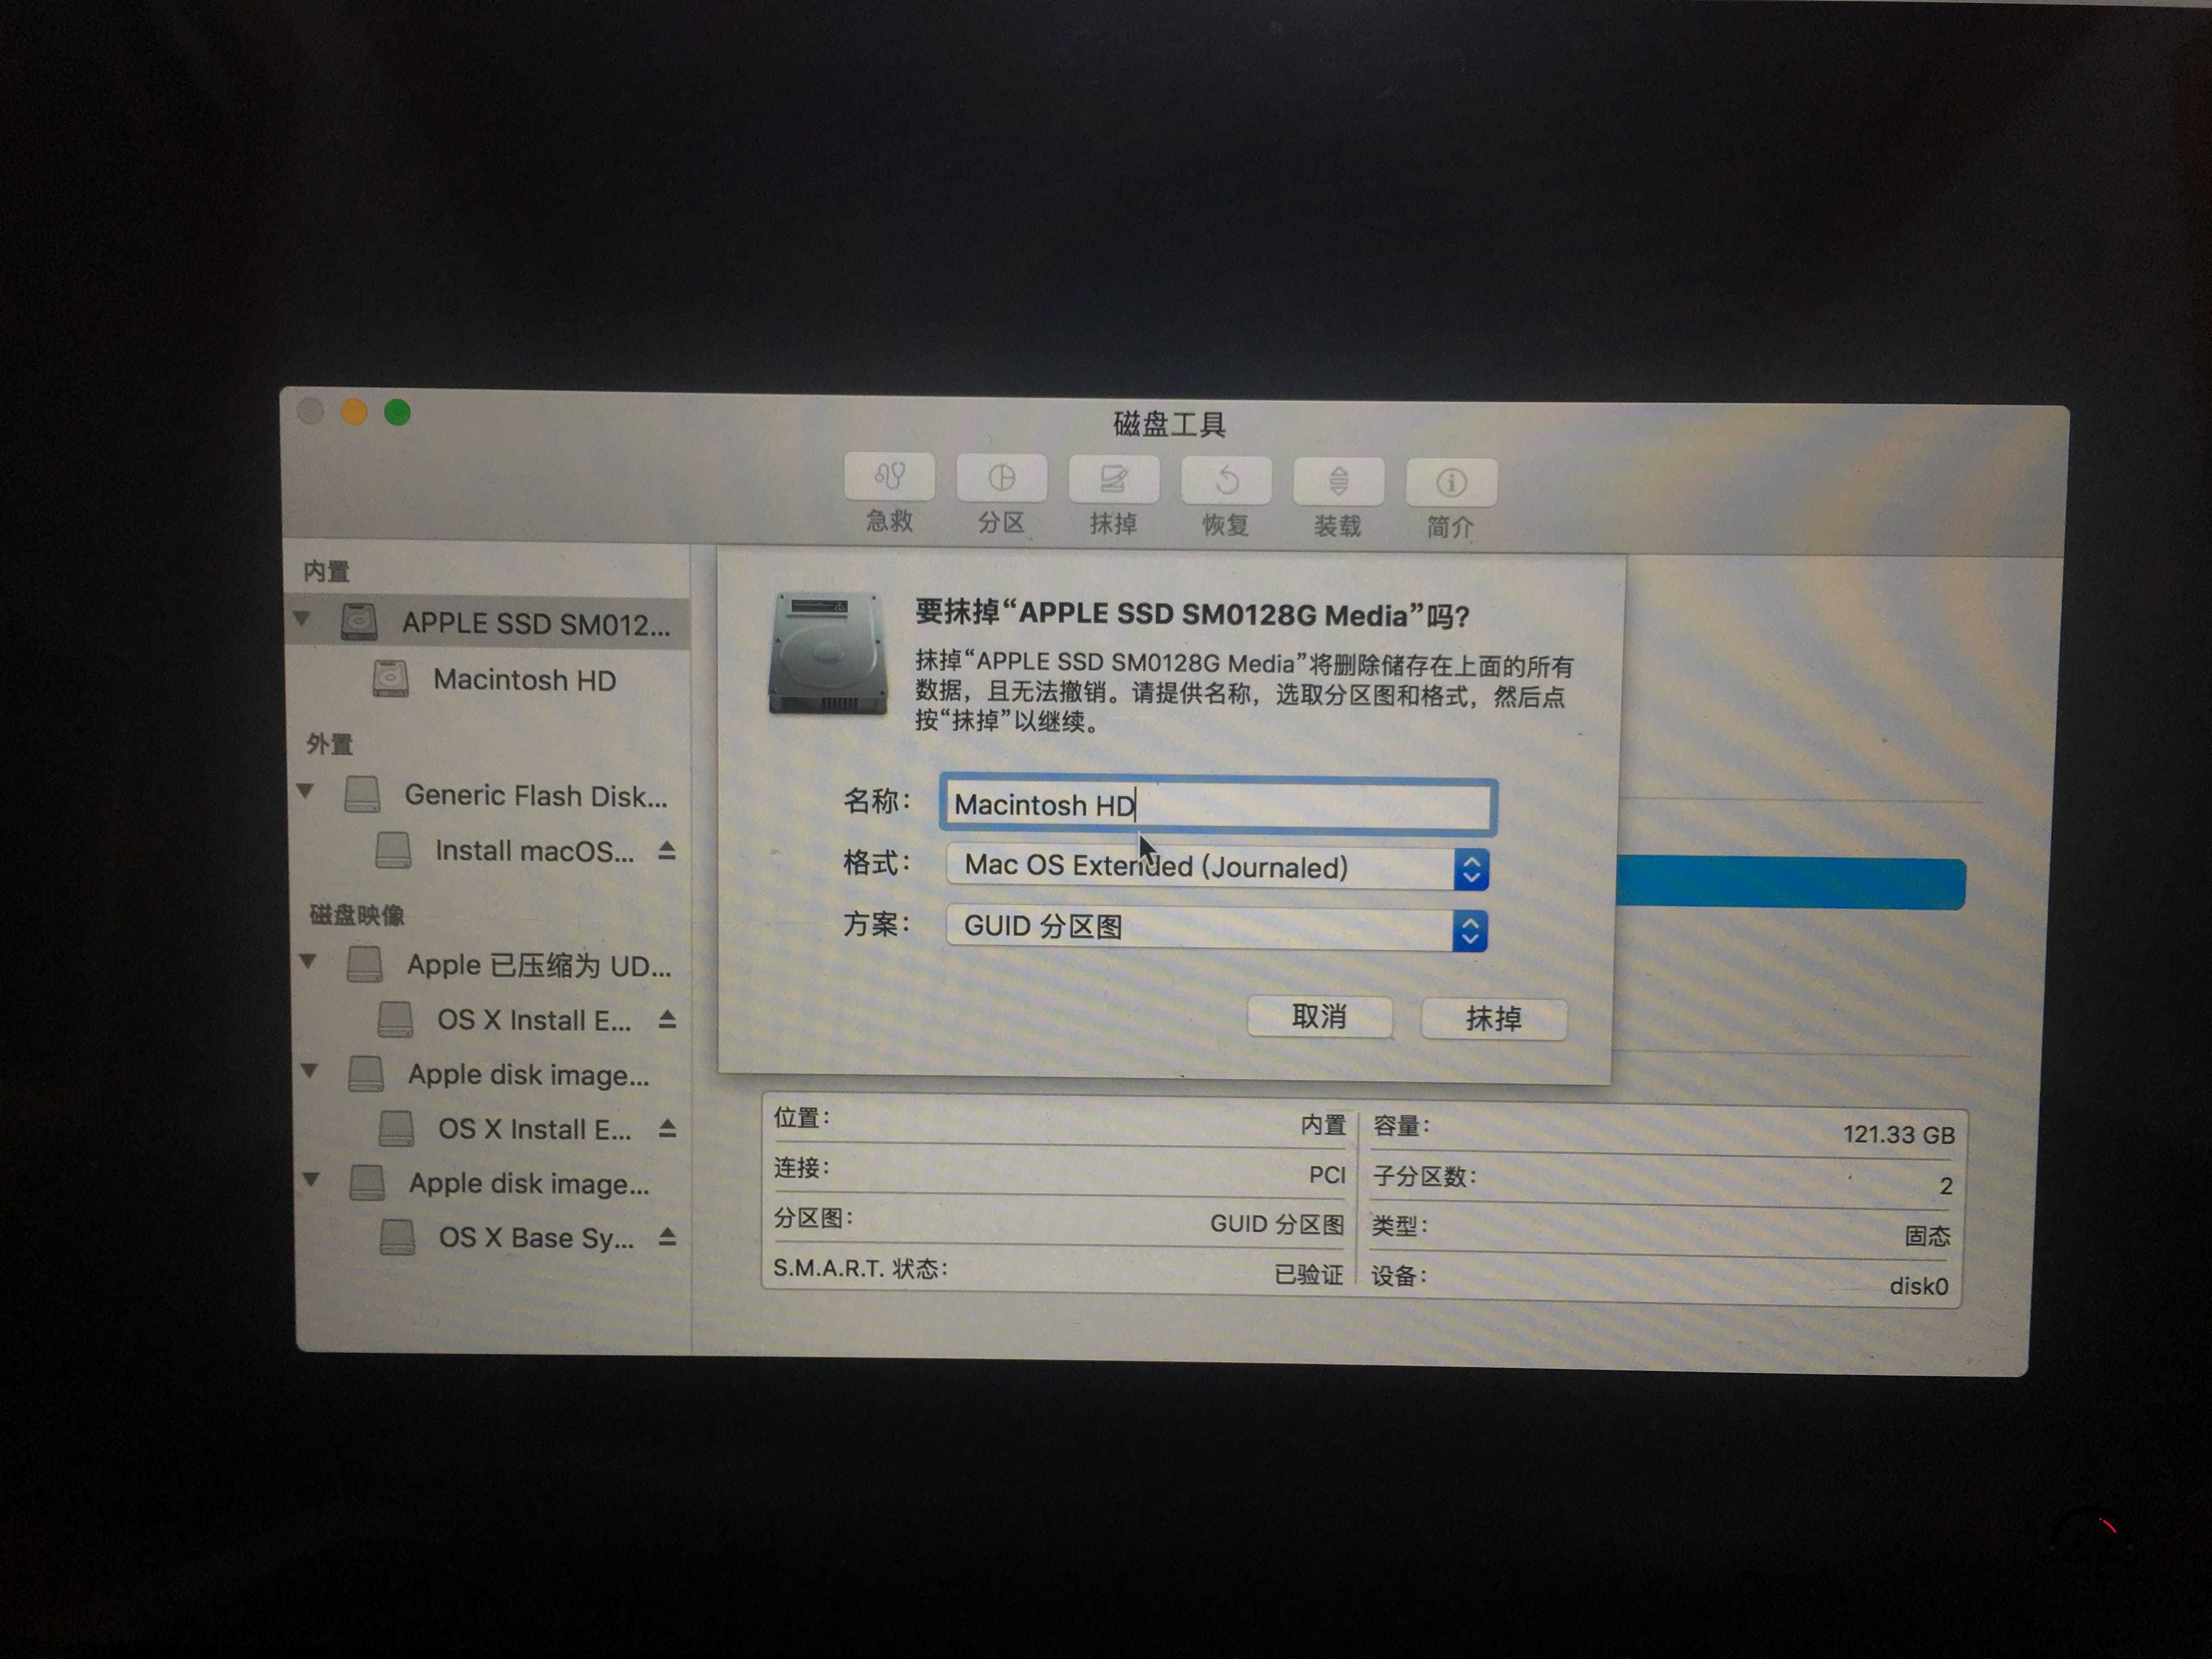 磁盘工具
急救
分区
抹掉
恢复
装载
简介
内置
APPLE SSD SM012...
Macintosh HD
外置
Generic Flash Disk...
Install macOS...
磁盘映像
Apple 已压缩为 UD...
OS X Install E...
Apple disk image...
OS X Install E...
Apple disk image...
OS X Base Sy...
要抹掉“APPLE SSD SM0128G Media”吗？
抹掉“APPLE SSD SM0128G Media”将删除储存在上面的所有
数据，且无法撤销。请提供名称，选取分区图和格式，然后点
按“抹掉”以继续。
名称：
Macintosh HD
格式：
Mac OS Extended (Journaled)
方案：
GUID 分区图
取消
抹掉
位置：
内置
连接：
PCI
分区图：
GUID 分区图
S.M.A.R.T. 状态：
已验证
容量：
121.33 GB
子分区数：
2
类型：
固态
设备：
disk0